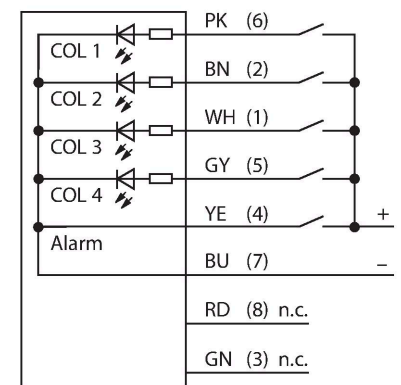 PK (6)
COL 1
BN (2)
COL 2
WH (1)
COL 3
GY (5)
COL 4
YE (4)
+
Alarm
BU (7)
–
RD (8) n.c.
GN (3) n.c.